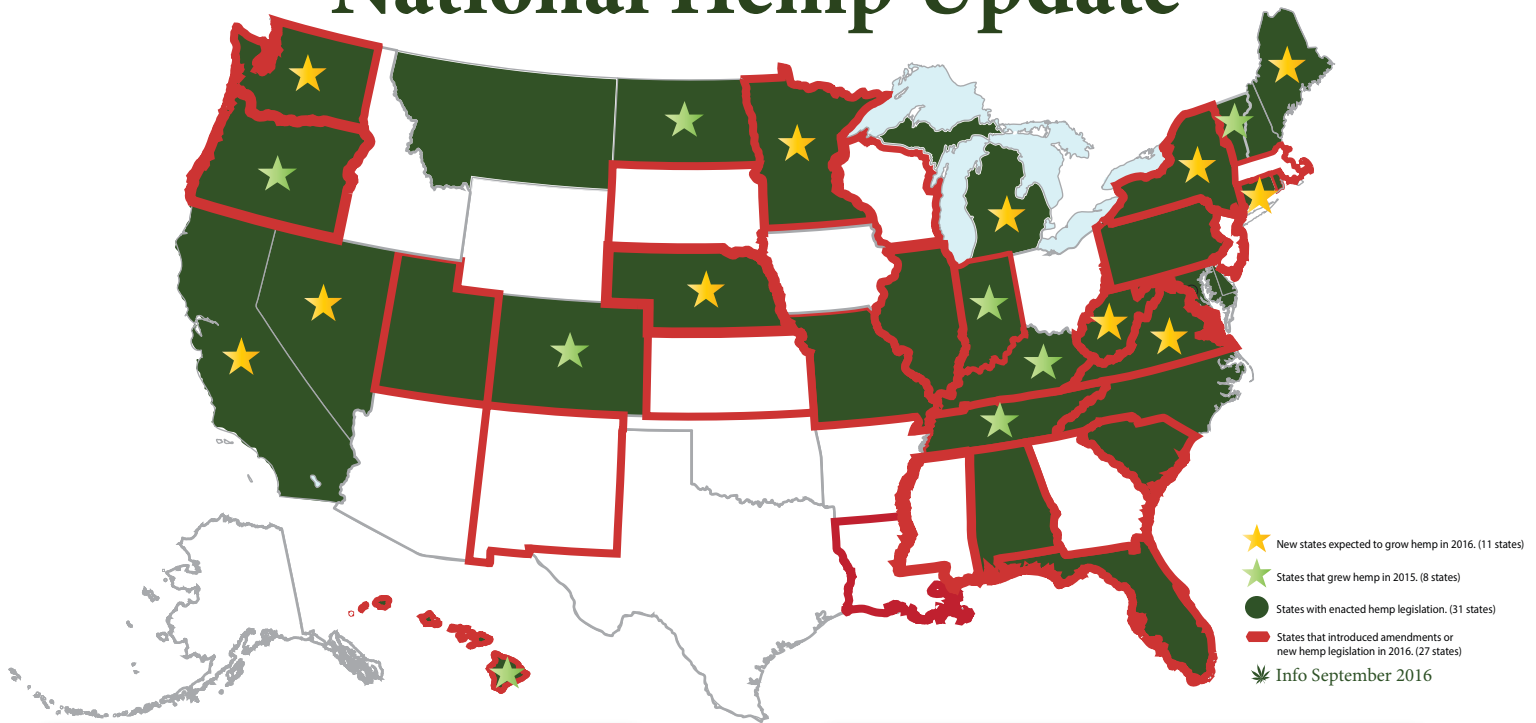 National Hemp Update
New states expected to grow hemp in 2016. (11 states)
States that grew hemp in 2015. (8 states)
States with enacted hemp legislation. (31 states)
States that introduced amendments or
new hemp legislation in 2016. (27 states)
Info September 2016